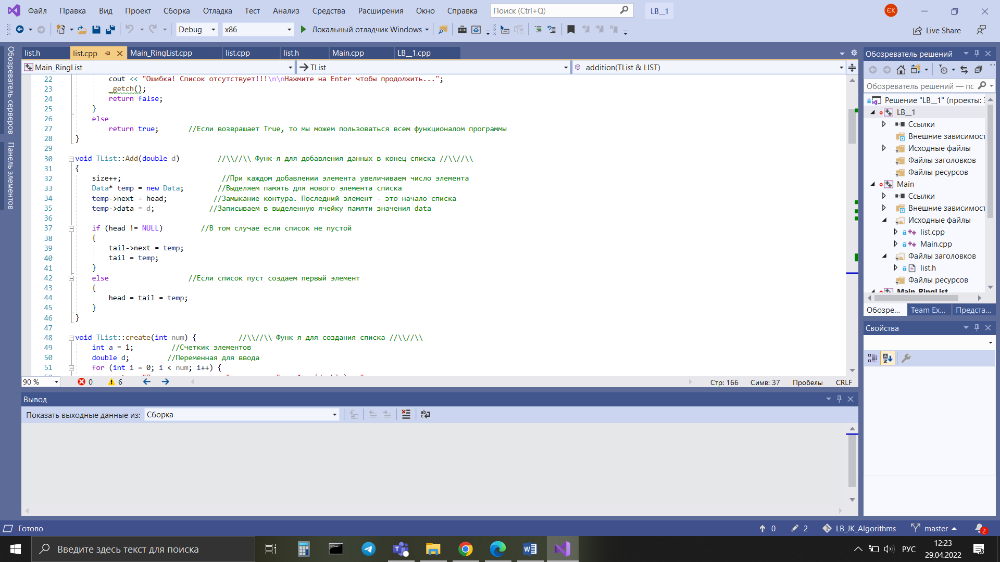 Файл Правка Вид Проект Сборка Отладка Тест Анализ Средства Расширения Окно Справка Поиск (Ctrl+Q) LB__1 ЄК
Debug x86 Локальный отладчик Windows Live Share
Обозреватель серверов
Панель элементов
list.h list.cpp Main_RingList.cpp list.cpp list.h Main.cpp LB__1.cpp
Main_RingList TList addition(TList & LIST)
22 cout << "Ошибка! Список отсутствует!!!\n\nНажмите на Enter чтобы продолжить...";
23 _getch();
24 return false;
25 }
26 else
27 return true; //Если возврашает True, то мы можем пользоваться всем функционалом программы
28 }
29
30 void TList::Add(double d) //\\//\\ Функ-я для добавления данных в конец списка //\\//\\
31 {
32 size++; //При каждом добавлении элемента увеличиваем число элемента
33 Data* temp = new Data; //Выделяем память для нового элемента списка
34 temp->next = head; //Замыкание контура. Последний элемент - это начало списка
35 temp->data = d; //Записываем в выделенную ячейку памяти значения data
36
37 if (head != NULL) //В том случае если список не пустой
38 {
39 tail->next = temp;
40 tail = temp;
41 }
42 else //Если список пуст создаем первый элемент
43 {
44 head = tail = temp;
45 }
46 }
47
48 void TList::create(int num) { //\\//\\ Функ-я для создания списка //\\//\\
49 int a = 1; //Счеткик элементов
50 double d; //Переменная для ввода
51 for (int i = 0; i < num; i++) {
90 % 0 6 Стр: 166 Симв: 37 Пробелы CRLF
Вывод
Показать выходные данные из: Сборка
Обозреватель решений
Обозреватель решений — пс
Решение "LB__1" (проекты: 3
LB__1
Ссылки
Внешние зависимост
Исходные файлы
Файлы заголовков
Файлы ресурсов
Main
Ссылки
Внешние зависимост
Исходные файлы
list.cpp
Main.cpp
Файлы заголовков
list.h
Файлы ресурсов
Main_RingList
Обозре... Team Ex... Предста...
Свойства
Готово 0 2 LB_JK_Algorithms master 2
Введите здесь текст для поиска РУС 12:23
29.04.2022